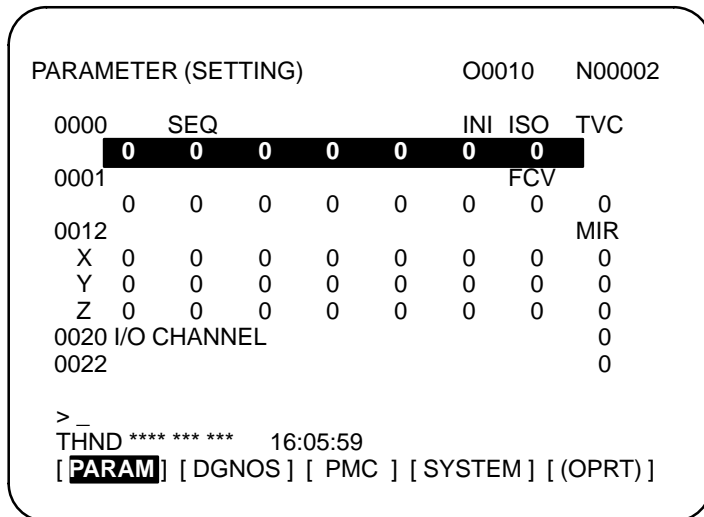 PARAMETER (SETTING) O0010 N00002
0000 SEQ INI ISO TVC
0 0 0 0 0 0 0
0001 FCV
0 0 0 0 0 0 0 0
0012 MIR
X 0 0 0 0 0 0 0 0
Y 0 0 0 0 0 0 0 0
Z 0 0 0 0 0 0 0 0
0020 I/O CHANNEL 0
0022 0
> _
THND **** *** *** 16:05:59
[ PARAM ] [ DGNOS ] [ PMC ] [ SYSTEM ] [ (OPRT) ]